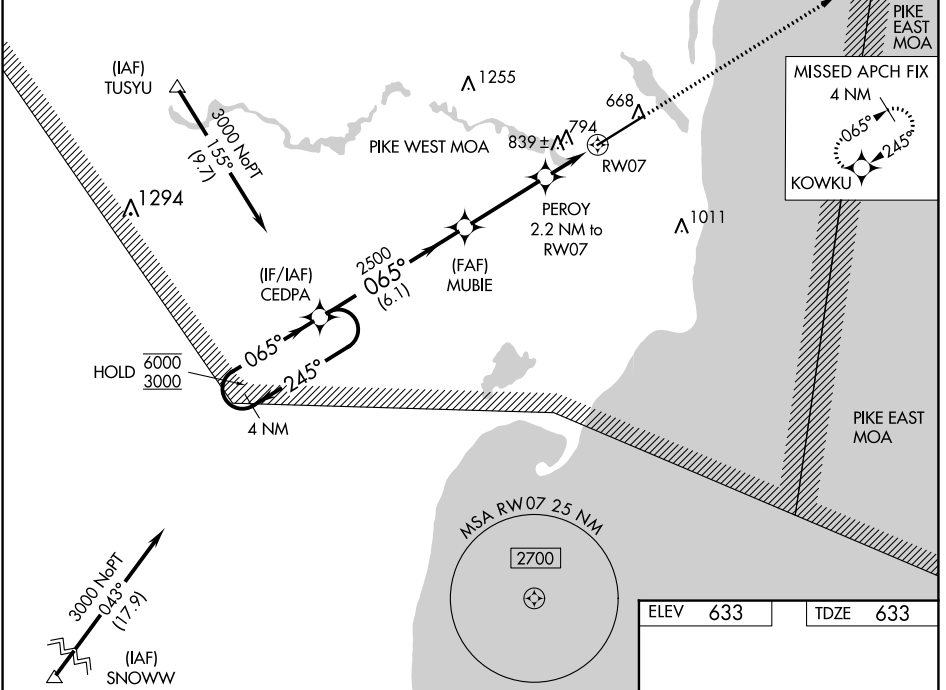 PIKE
EAST
MOA
(IAF)
TUSYU
3000 NoPT
155°
(9.7)
1255
PIKE WEST MOA
839 ±
794
668
RW07
MISSED APCH FIX
4 NM
065°
245°
KOWKU
1294
PEROY
2.2 NM to
RW07
1011
(FAF)
MUBIE
2500
065°
(6.1)
(IF/IAF)
CEDPA
HOLD
6000
3000
065°
245°
4 NM
PIKE EAST
MOA
MSA RW07 25 NM
2700
3000 NoPT
043°
(17.9)
(IAF)
SNOWW
ELEV 633
TDZE 633